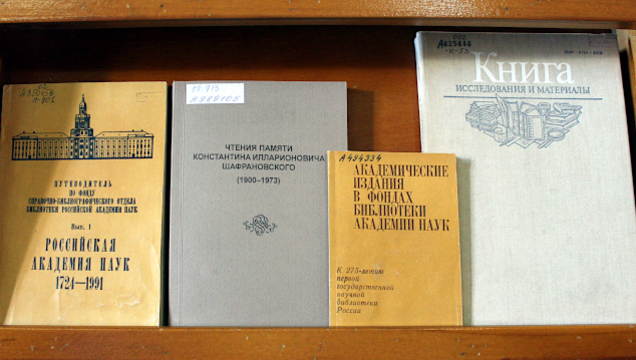 ПУТЕВОДИТЕЛЬ
ПО ФОНДУ
СПРАВОЧНО-БИБЛИОГРАФИЧЕСКОГО ОТДЕЛА
БИБЛИОТЕКИ РОССИЙСКОЙ АКАДЕМИИ НАУК
Вып. 1
РОССИЙСКАЯ
АКАДЕМИЯ НАУК
1724—1991
ЧТЕНИЯ ПАМЯТИ
КОНСТАНТИНА ИЛЛАРИОНОВИЧА
ШАФРАНОВСКОГО
(1900–1973)
А494334
АКАДЕМИЧЕСКИЕ
ИЗДАНИЯ
В ФОНДАХ
БИБЛИОТЕКИ
АКАДЕМИИ НАУК
К 275-летию
первой
государственной
научной
библиотеки
России
Книга
ИССЛЕДОВАНИЯ И МАТЕРИАЛЫ